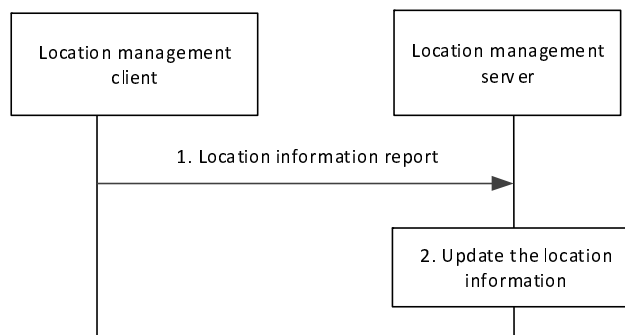 Location management
client
Location management
server
1. Location information report
2. Update the location
information